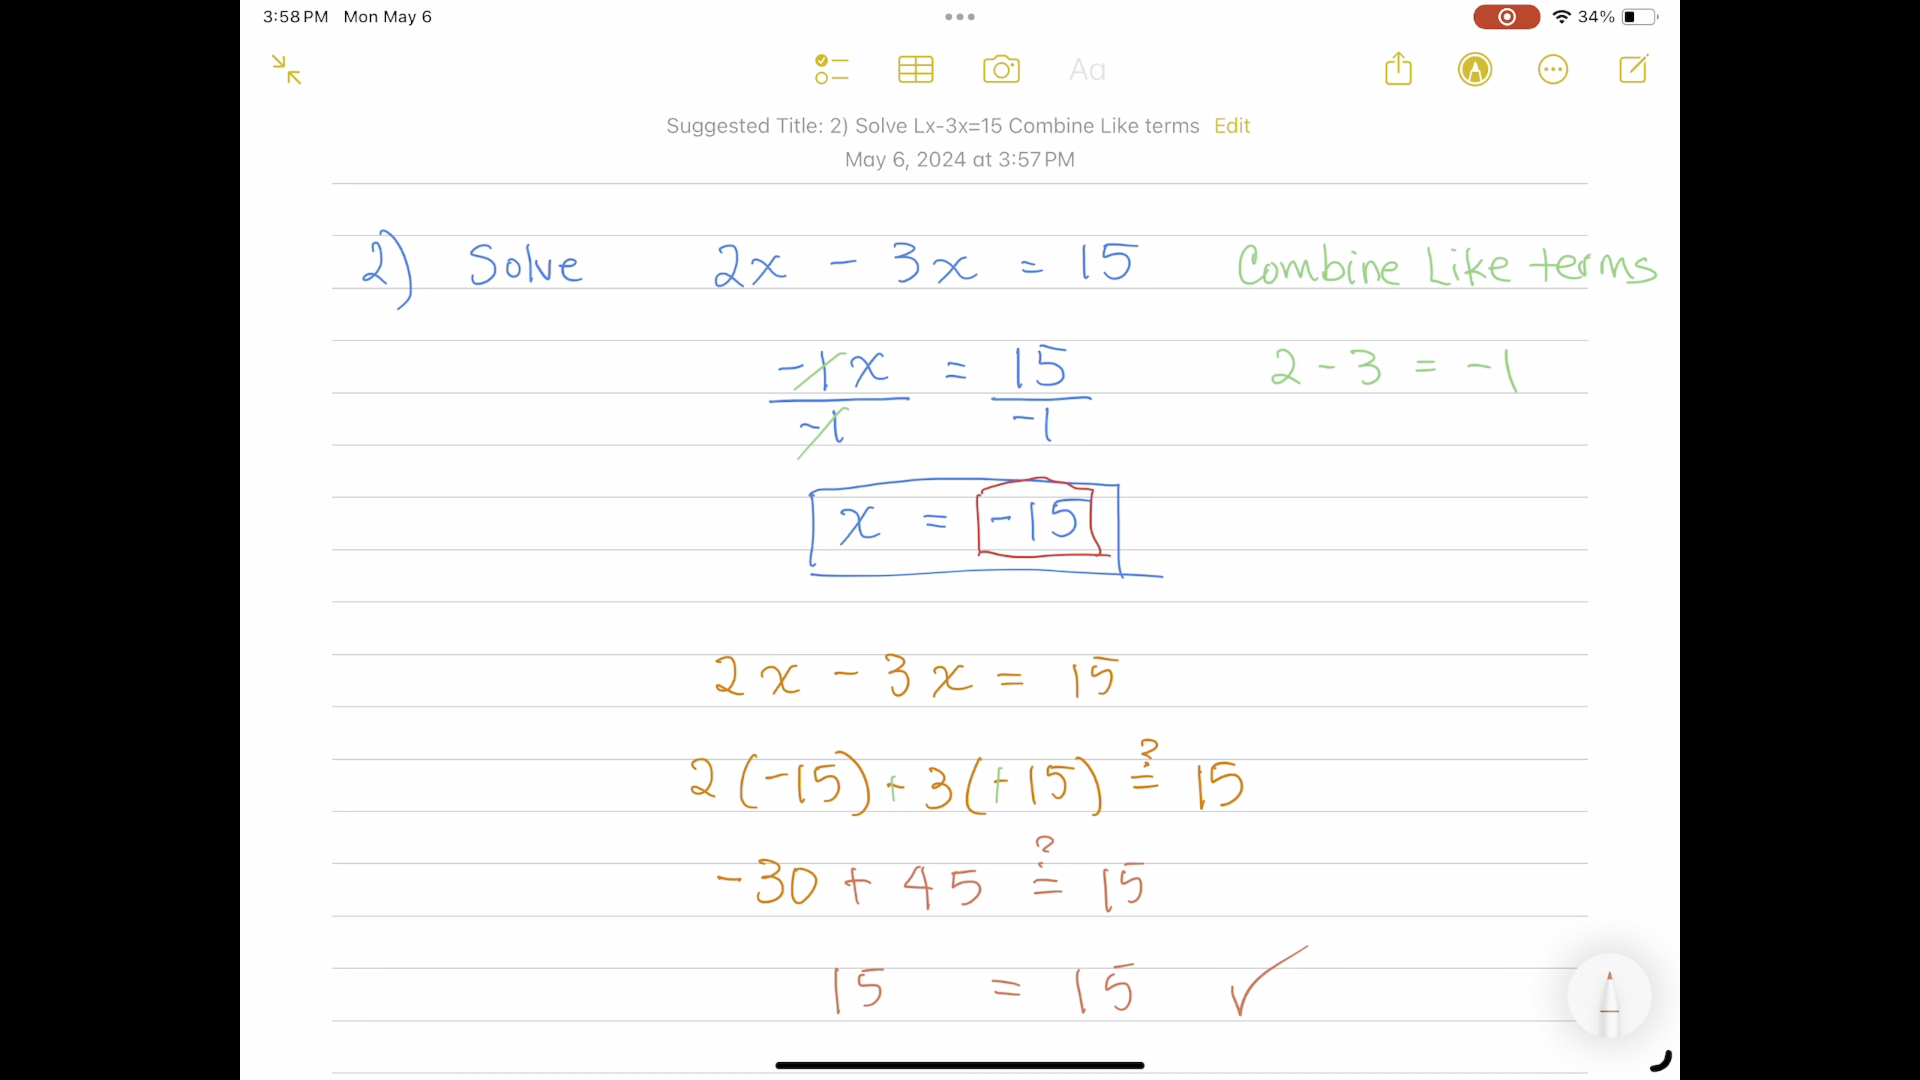 3:58 PM Mon May 6
34%
Aa
Suggested Title: 2) Solve Lx-3x=15 Combine Like terms Edit
May 6, 2024 at 3:57 PM
2) Solve 2x - 3x = 15 Combine Like terms
-1x = 15 2 - 3 = -1
-1 -1
x = -15
2x - 3x = 15
2(-15) + 3(+15) ≟ 15
-30 + 45 ≟ 15
15 = 15 ✓